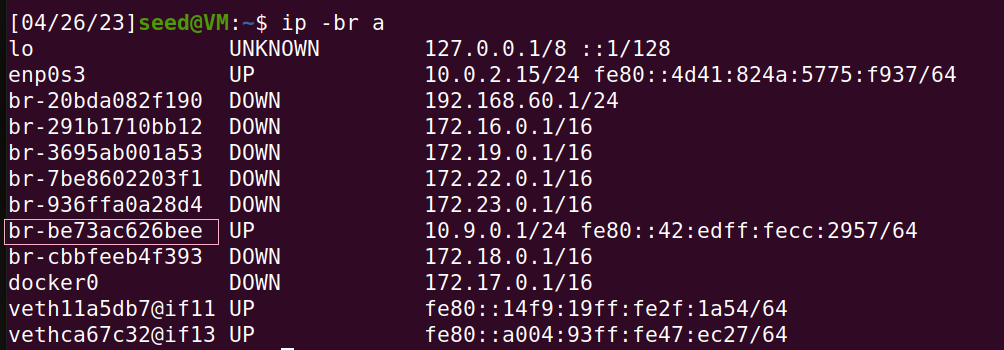 [04/26/23]seed@VM:~$ ip -br a
lo               UNKNOWN        127.0.0.1/8 ::1/128
enp0s3           UP             10.0.2.15/24 fe80::4d41:824a:5775:f937/64
br-20bda082f190  DOWN           192.168.60.1/24
br-291b1710bb12  DOWN           172.16.0.1/16
br-3695ab001a53  DOWN           172.19.0.1/16
br-7be8602203f1  DOWN           172.22.0.1/16
br-936ffa0a28d4  DOWN           172.23.0.1/16
br-be73ac626bee  UP             10.9.0.1/24 fe80::42:edff:fecc:2957/64
br-cbbfeeb4f393  DOWN           172.18.0.1/16
docker0          DOWN           172.17.0.1/16
veth11a5db7@if11 UP             fe80::14f9:19ff:fe2f:1a54/64
vethca67c32@if13 UP             fe80::a004:93ff:fe47:ec27/64